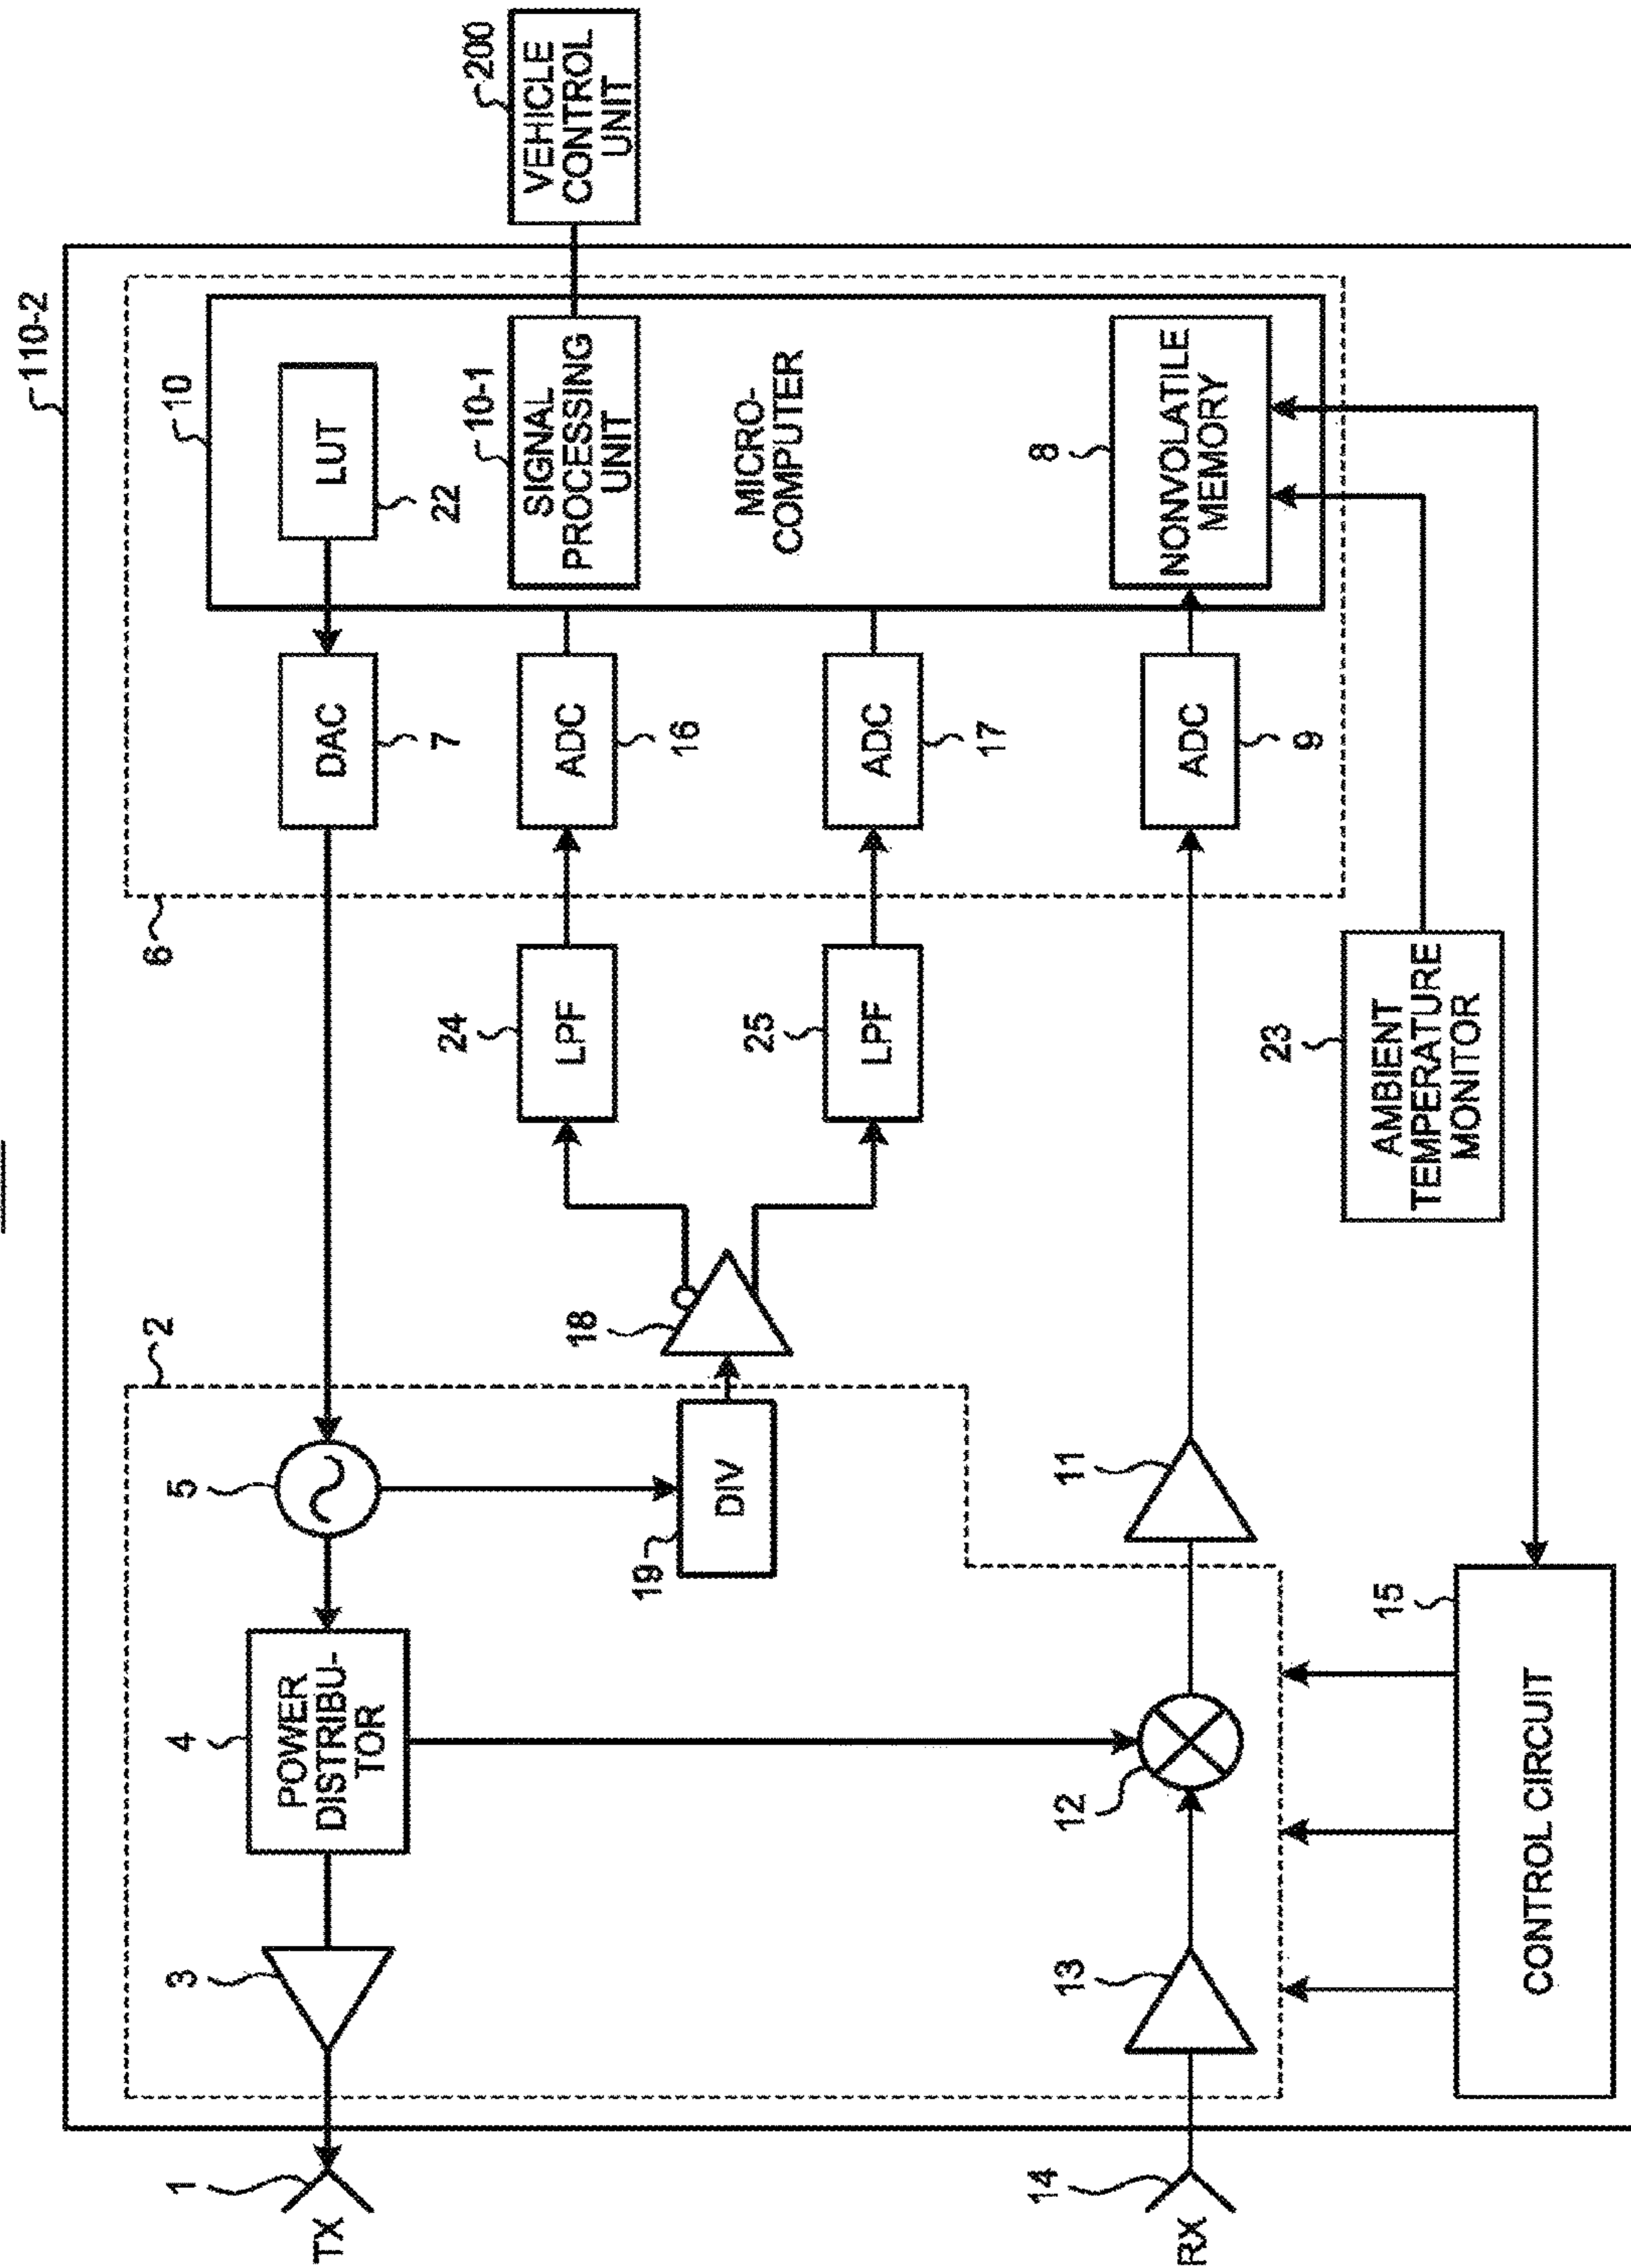 110-2
200
VEHICLE
CONTROL
UNIT
10
LUT
22
10-1
SIGNAL
PROCESSING
UNIT
MICRO-
COMPUTER
8
NONVOLATILE
MEMORY
6
DAC
7
ADC
16
ADC
17
ADC
9
24
LPF
25
LPF
23
AMBIENT
TEMPERATURE
MONITOR
2
18
5
19
DIV
11
4
POWER
DISTRIBU-
TOR
12
15
CONTROL CIRCUIT
3
13
1
TX
14
RX